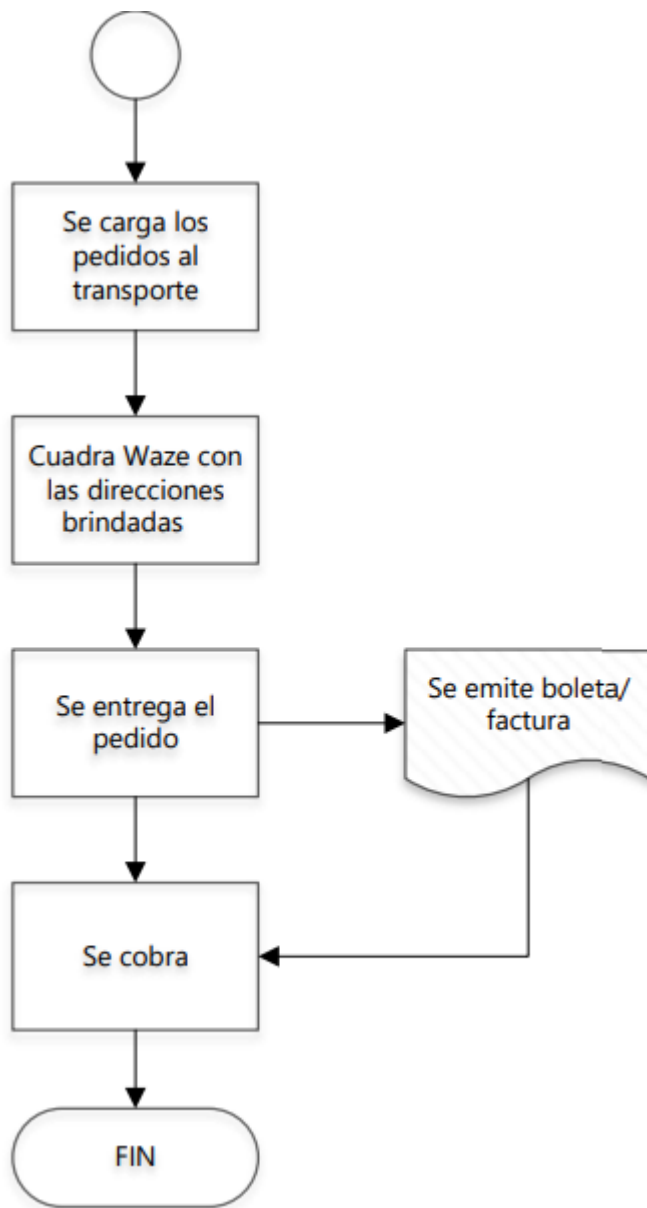 Se carga los
pedidos al
transporte
Cuadra Waze con
las direcciones
brindadas
Se entrega el
pedido
Se emite boleta/
factura
Se cobra
FIN